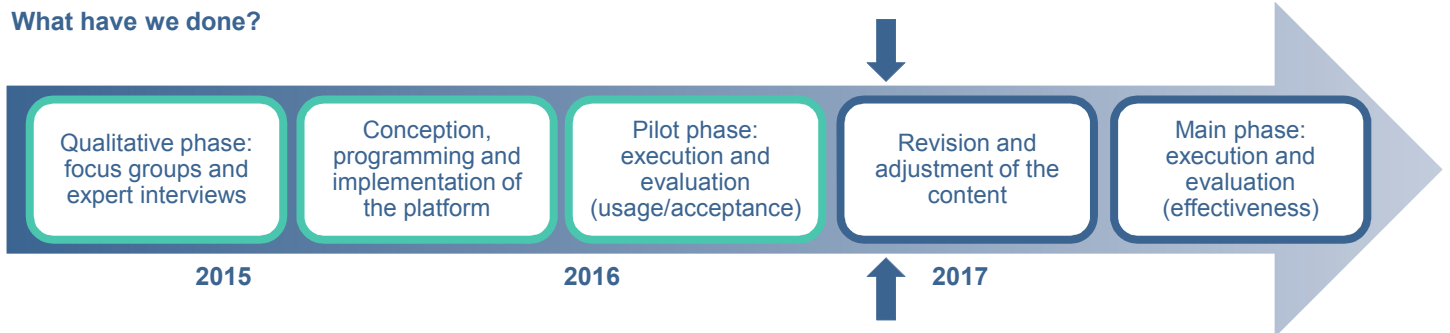 What have we done?
Qualitative phase:
focus groups and
expert interviews
Conception,
programming and
implementation of
the platform
Pilot phase:
execution and
evaluation
(usage/acceptance)
Revision and
adjustment of the
content
Main phase:
execution and
evaluation
(effectiveness)
2015
2016
2017